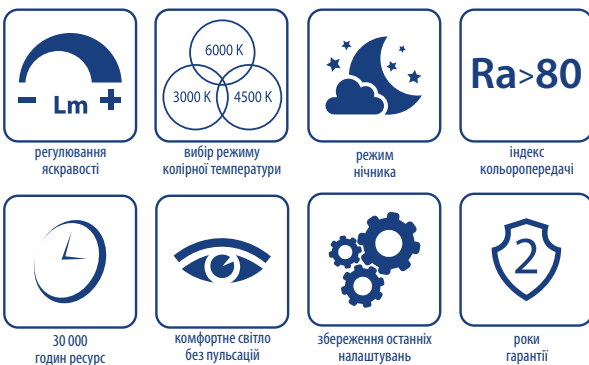 – Lm +
регулювання
яскравості
6000 K
3000 K
4500 K
вибір режиму
колірної температури
режим
нічника
Ra>80
індекс
кольоропередачі
30 000
годин ресурс
комфортне світло
без пульсацій
збереження останніх
налаштувань
2
роки
гарантії